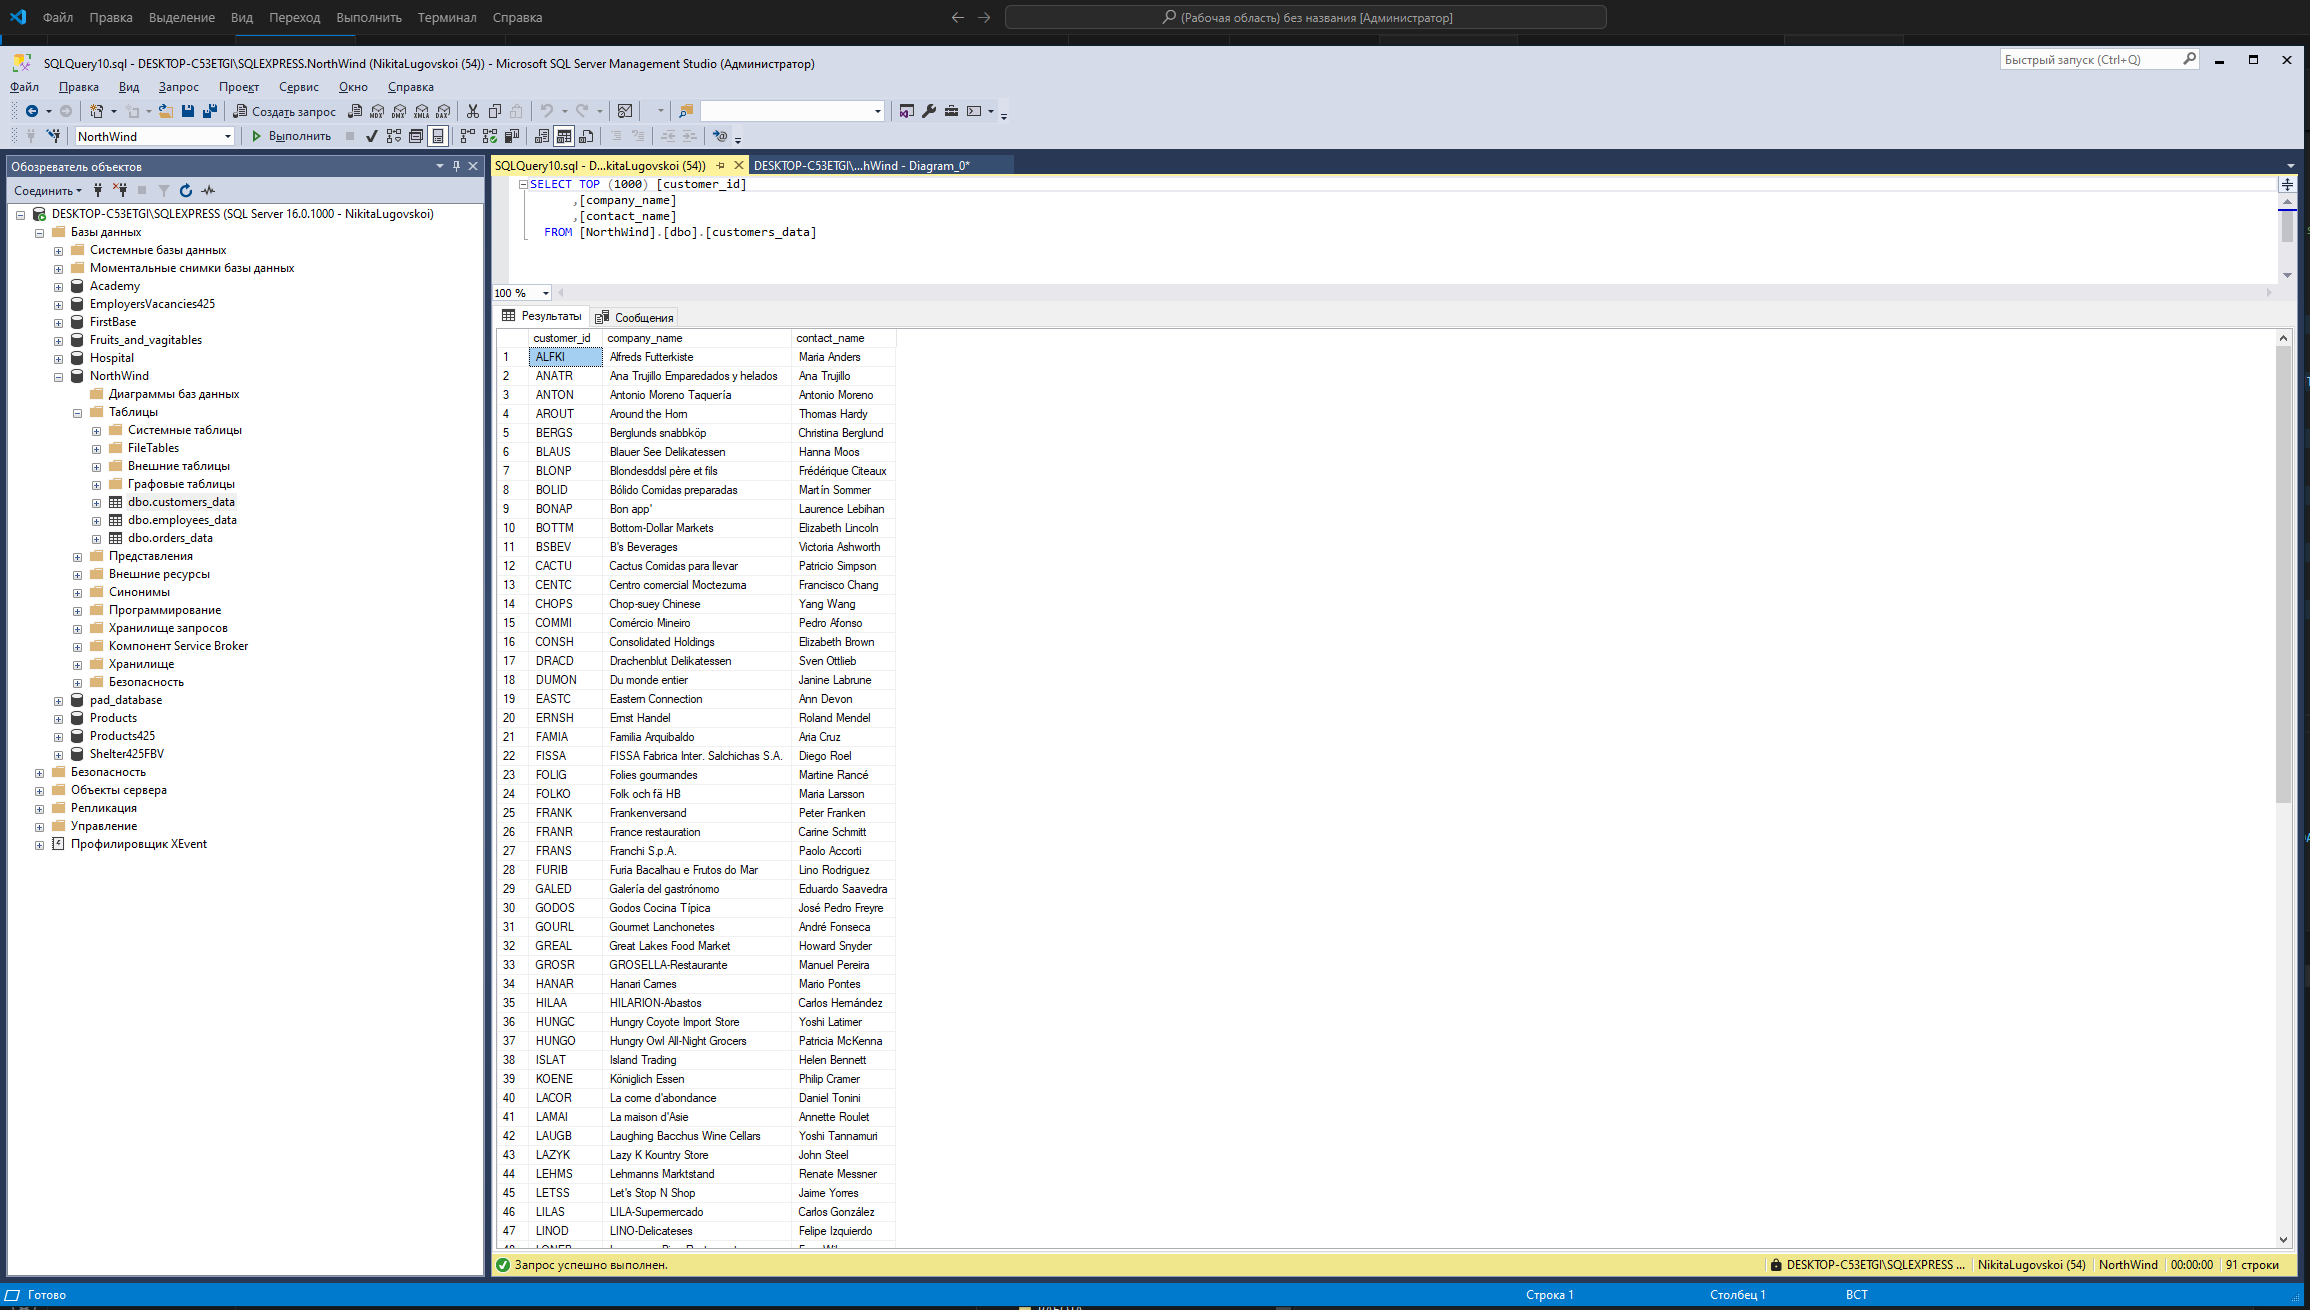 Файл Правка Выделение Вид Переход Выполнить Терминал Справка
(Рабочая область) без названия [Администратор]
SQLQuery10.sql - DESKTOP-C53ETGI\SQLEXPRESS.NorthWind (NikitaLugovskoi (54)) - Microsoft SQL Server Management Studio (Администратор)
Быстрый запуск (Ctrl+Q)
Файл Правка Вид Запрос Проект Сервис Окно Справка
Создать запрос
NorthWind
Выполнить
Обозреватель объектов
Соединить
DESKTOP-C53ETGI\SQLEXPRESS (SQL Server 16.0.1000 - NikitaLugovskoi)
Базы данных
Системные базы данных
Моментальные снимки базы данных
Academy
EmployersVacancies425
FirstBase
Fruits_and_vagitables
Hospital
NorthWind
Диаграммы баз данных
Таблицы
Системные таблицы
FileTables
Внешние таблицы
Графовые таблицы
dbo.customers_data
dbo.employees_data
dbo.orders_data
Представления
Внешние ресурсы
Синонимы
Программирование
Хранилище запросов
Компонент Service Broker
Хранилище
Безопасность
pad_database
Products
Products425
Shelter425FBV
Безопасность
Объекты сервера
Репликация
Управление
Профилировщик XEvent
SQLQuery10.sql - D...kitaLugovskoi (54)) DESKTOP-C53ETGI\...hWind - Diagram_0*
SELECT TOP (1000) [customer_id]
,[company_name]
,[contact_name]
FROM [NorthWind].[dbo].[customers_data]
100 %
Результаты Сообщения
customer_id company_name contact_name
1 ALFKI Alfreds Futterkiste Maria Anders
2 ANATR Ana Trujillo Emparedados y helados Ana Trujillo
3 ANTON Antonio Moreno Taquería Antonio Moreno
4 AROUT Around the Horn Thomas Hardy
5 BERGS Berglunds snabbköp Christina Berglund
6 BLAUS Blauer See Delikatessen Hanna Moos
7 BLONP Blondesddsl père et fils Frédérique Citeaux
8 BOLID Bólido Comidas preparadas Martín Sommer
9 BONAP Bon app' Laurence Lebihan
10 BOTTM Bottom-Dollar Markets Elizabeth Lincoln
11 BSBEV B's Beverages Victoria Ashworth
12 CACTU Cactus Comidas para llevar Patricio Simpson
13 CENTC Centro comercial Moctezuma Francisco Chang
14 CHOPS Chop-suey Chinese Yang Wang
15 COMMI Comércio Mineiro Pedro Afonso
16 CONSH Consolidated Holdings Elizabeth Brown
17 DRACD Drachenblut Delikatessen Sven Ottlieb
18 DUMON Du monde entier Janine Labrune
19 EASTC Eastern Connection Ann Devon
20 ERNSH Ernst Handel Roland Mendel
21 FAMIA Familia Arquibaldo Aria Cruz
22 FISSA FISSA Fabrica Inter. Salchichas S.A. Diego Roel
23 FOLIG Folies gourmandes Martine Rancé
24 FOLKO Folk och fä HB Maria Larsson
25 FRANK Frankenversand Peter Franken
26 FRANR France restauration Carine Schmitt
27 FRANS Franchi S.p.A. Paolo Accorti
28 FURIB Furia Bacalhau e Frutos do Mar Lino Rodriguez
29 GALED Galería del gastrónomo Eduardo Saavedra
30 GODOS Godos Cocina Típica José Pedro Freyre
31 GOURL Gourmet Lanchonetes André Fonseca
32 GREAL Great Lakes Food Market Howard Snyder
33 GROSR GROSELLA-Restaurante Manuel Pereira
34 HANAR Hanari Carnes Mario Pontes
35 HILAA HILARION-Abastos Carlos Hernández
36 HUNGC Hungry Coyote Import Store Yoshi Latimer
37 HUNGO Hungry Owl All-Night Grocers Patricia McKenna
38 ISLAT Island Trading Helen Bennett
39 KOENE Königlich Essen Philip Cramer
40 LACOR La corne d'abondance Daniel Tonini
41 LAMAI La maison d'Asie Annette Roulet
42 LAUGB Laughing Bacchus Wine Cellars Yoshi Tannamuri
43 LAZYK Lazy K Kountry Store John Steel
44 LEHMS Lehmanns Marktstand Renate Messner
45 LETSS Let's Stop N Shop Jaime Yorres
46 LILAS LILA-Supermercado Carlos González
47 LINOD LINO-Delicateses Felipe Izquierdo
Запрос успешно выполнен.
DESKTOP-C53ETGI\SQLEXPRESS ... NikitaLugovskoi (54) NorthWind 00:00:00 91 строки
Готово Строка 1 Столбец 1 ВСТ